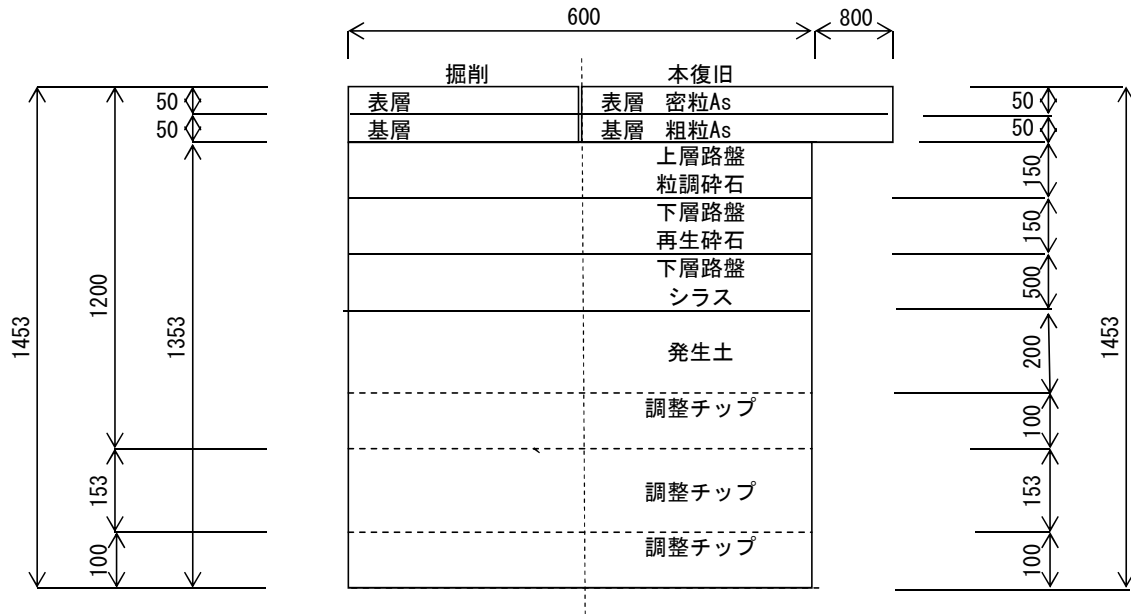 600
800
掘削
本復旧
50
表層
表層 密粒As
50
50
基層
基層 粗粒As
50
上層路盤
粒調砕石
150
下層路盤
再生砕石
150
下層路盤
シラス
500
1200
1453
1353
発生土
200
1453
調整チップ
100
153
調整チップ
153
100
調整チップ
100